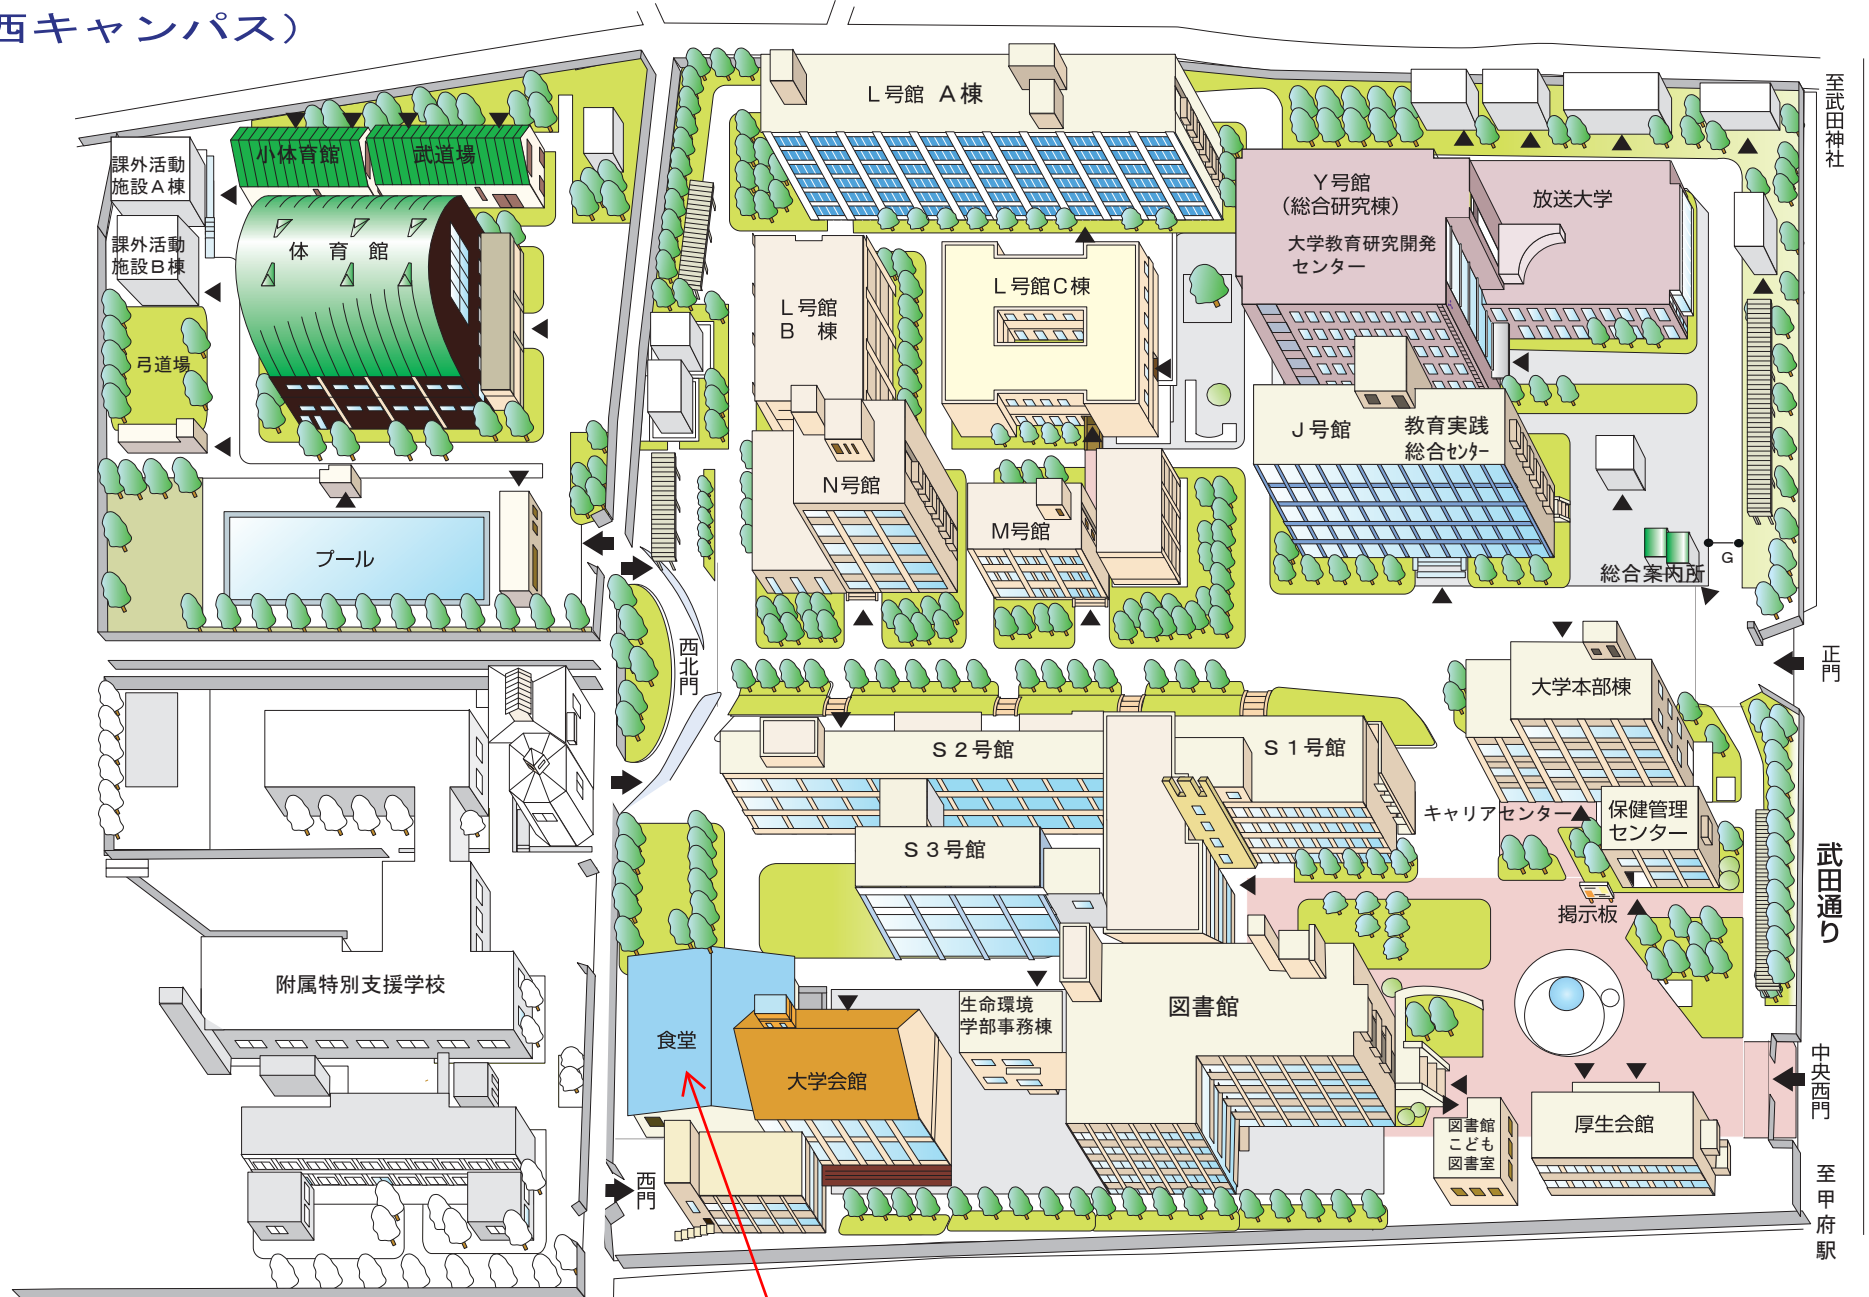 西キャンパス）
至武田神社
L号館 A棟
小体育館
武道場
課外活動
施設A棟
課外活動
施設B棟
体育館
弓道場
プール
L号館
B 棟
L号館C棟
Y号館
（総合研究棟）
大学教育研究開発
センター
放送大学
J号館
教育実践
総合センター
N号館
M号館
総合案内所
G
西北門
正門
大学本部棟
S2号館
S1号館
S3号館
キャリアセンター
保健管理
センター
掲示板
武田通り
附属特別支援学校
食堂
大学会館
生命環境
学部事務棟
図書館
中央西門
図書館
こども
図書室
厚生会館
西門
至甲府駅